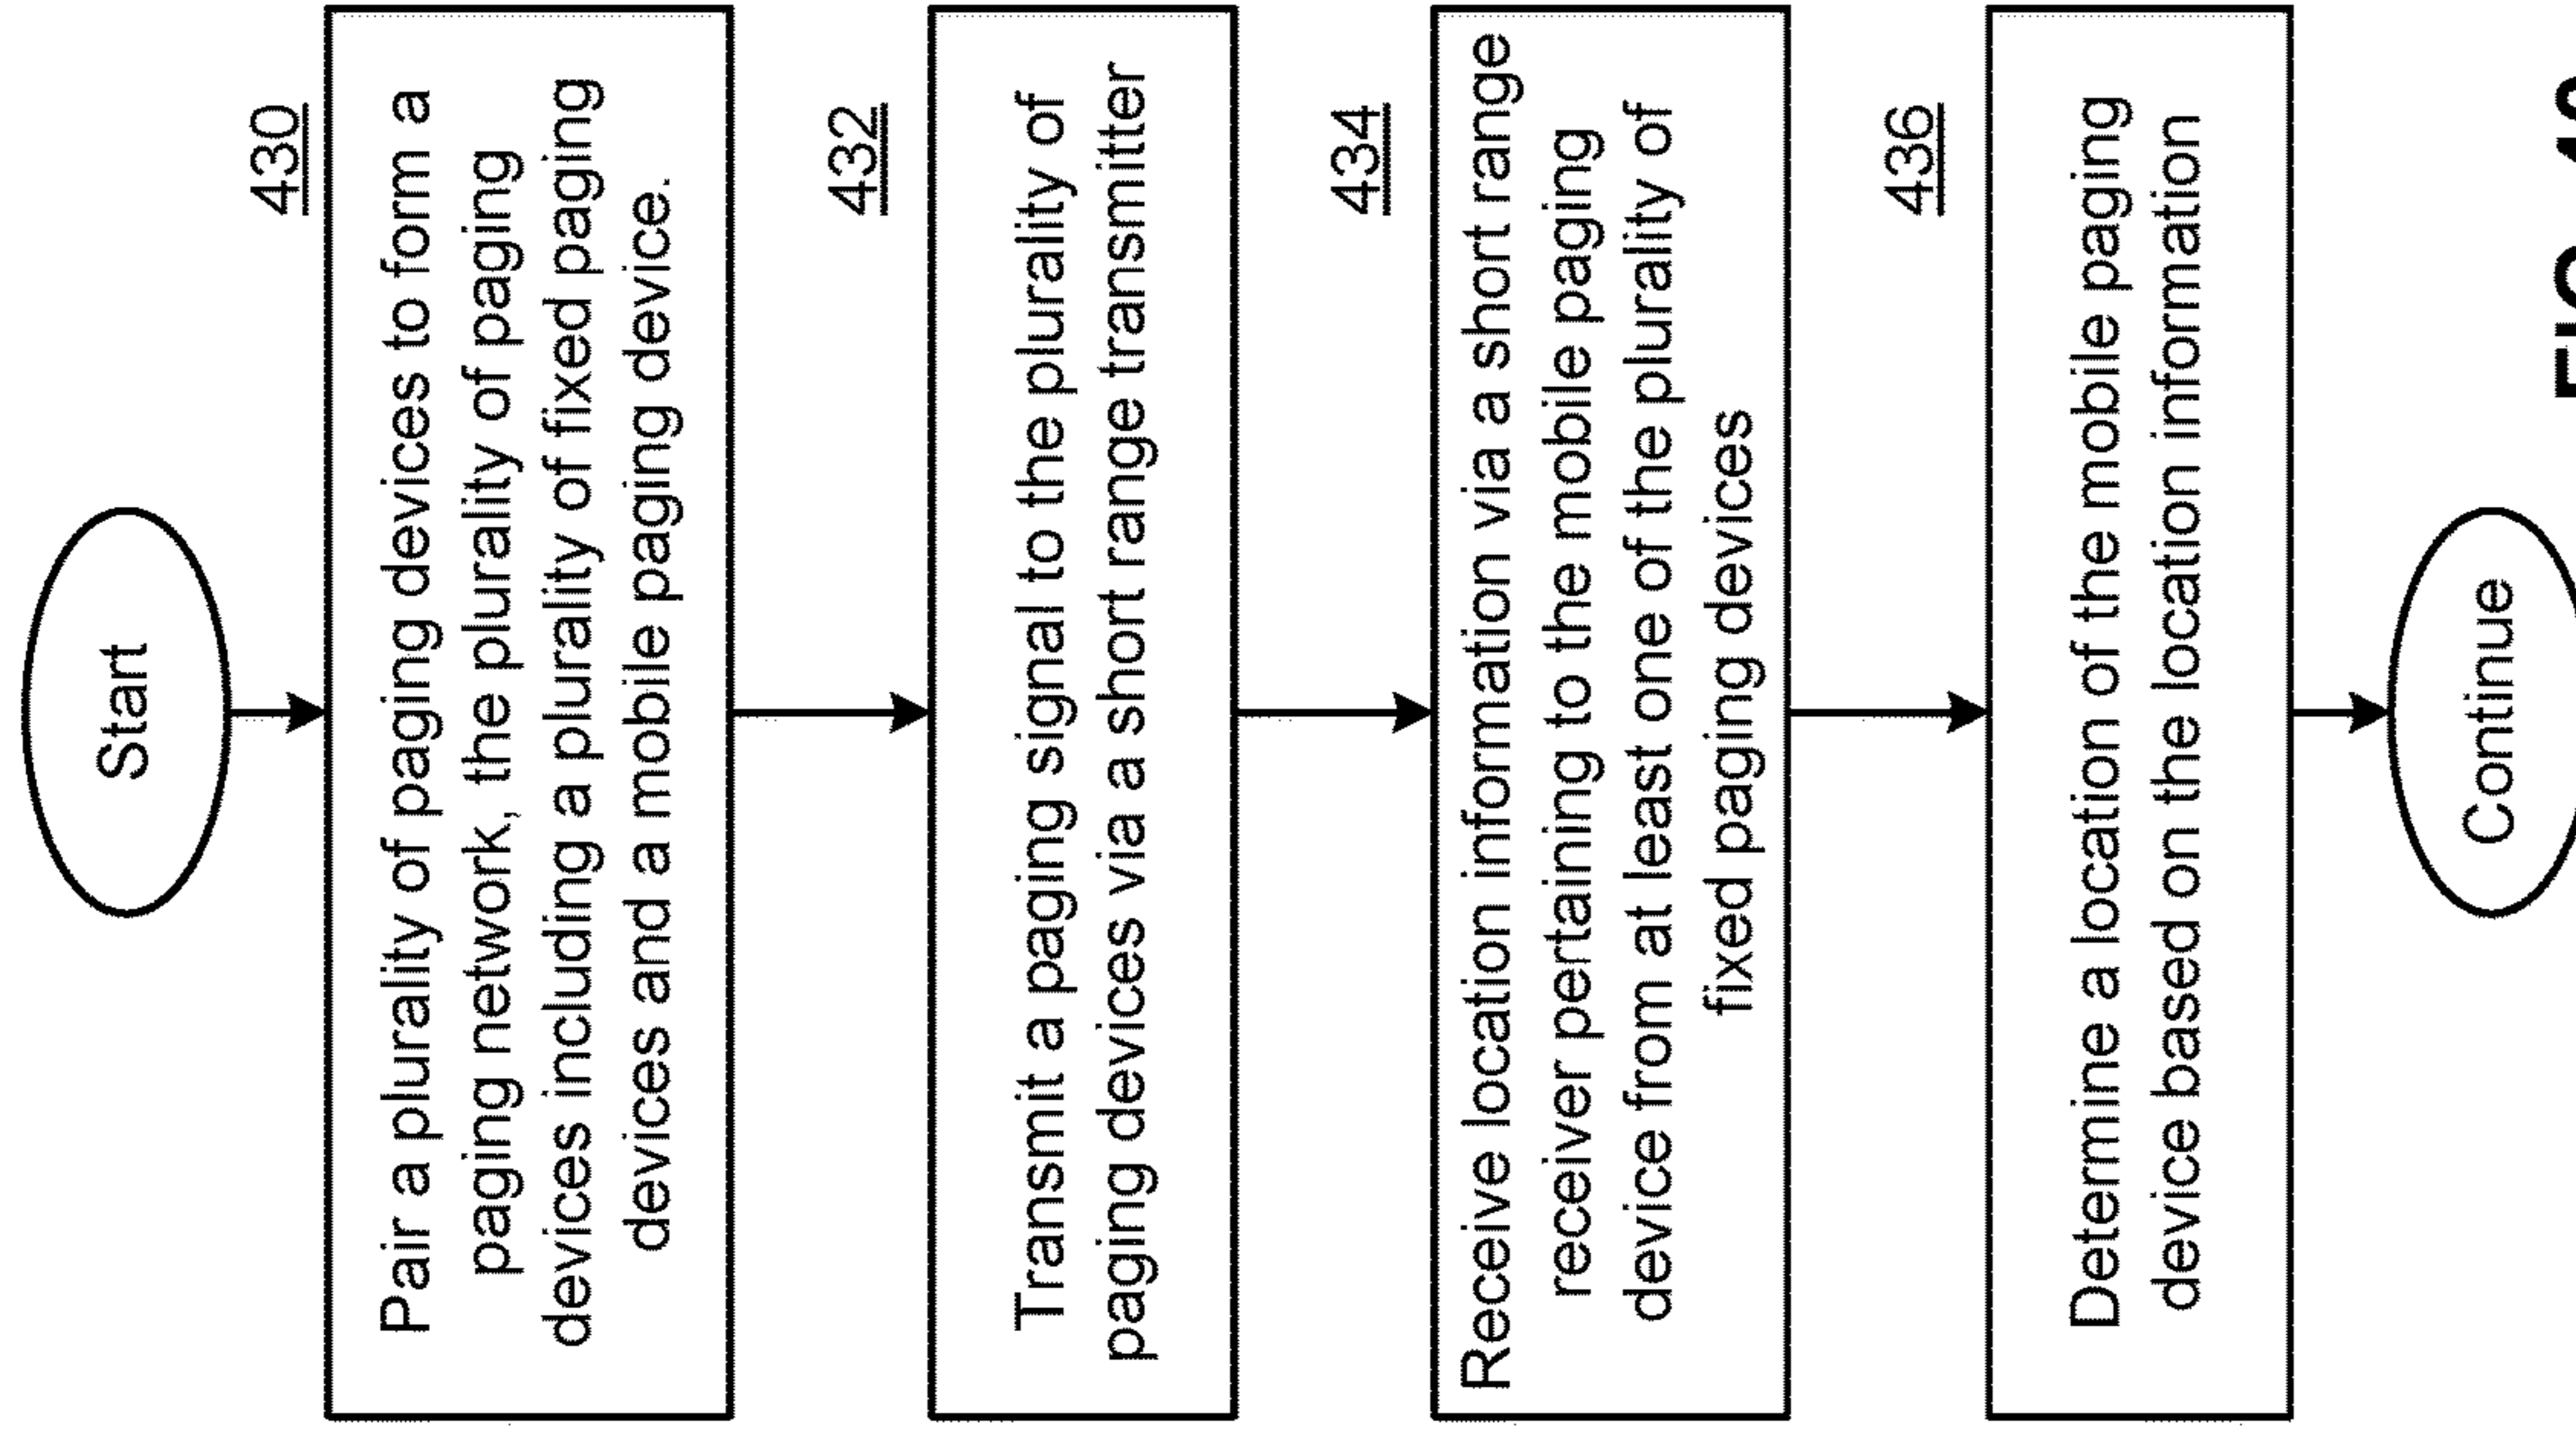 Start
430
Pair a plurality of paging devices to form a
paging network, the plurality of paging
devices including a plurality of fixed paging
devices and a mobile paging device.
432
Transmit a paging signal to the plurality of
paging devices via a short range transmitter
434
Receive location information via a short range
receiver pertaining to the mobile paging
device from at least one of the plurality of
fixed paging devices
436
Determine a location of the mobile paging
device based on the location information
Continue